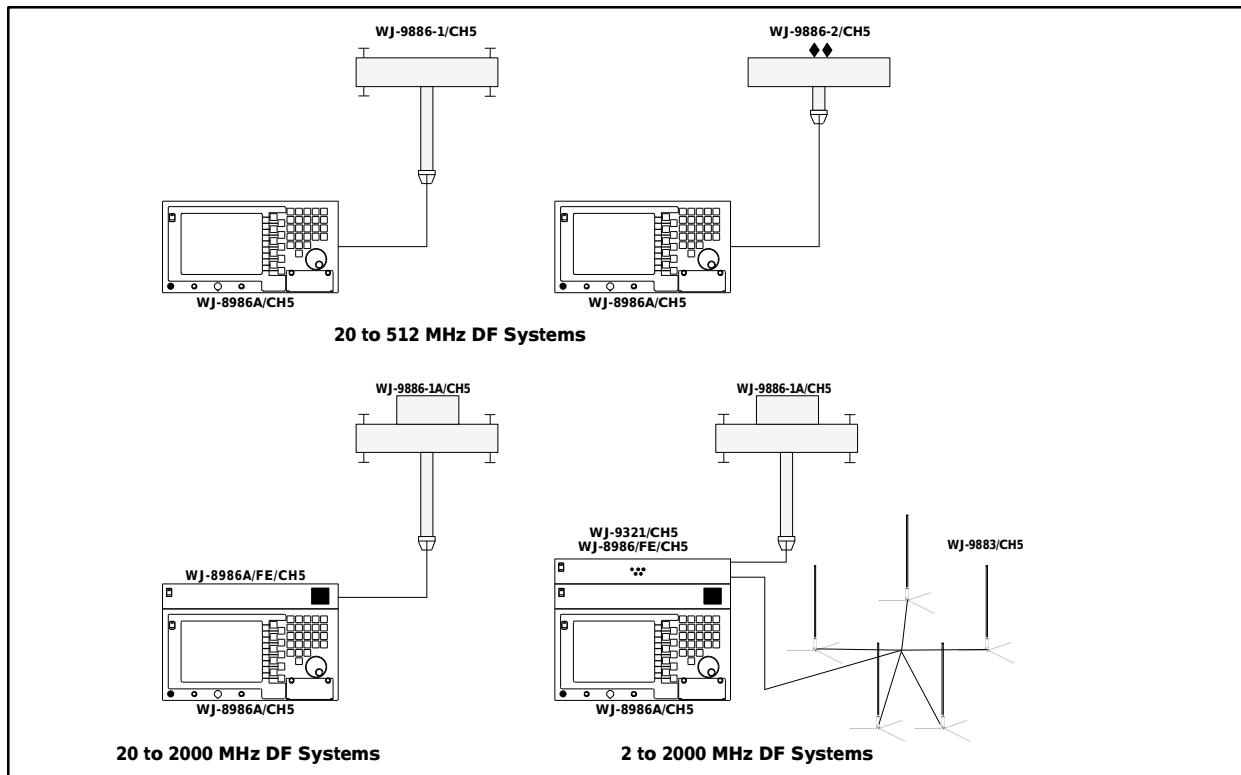 WJ-9886-1/CH5
WJ-9886-2/CH5
WJ-8986A/CH5
WJ-8986A/CH5
20 to 512 MHz DF Systems
WJ-9886-1A/CH5
WJ-8986A/FE/CH5
WJ-8986A/CH5
20 to 2000 MHz DF Systems
WJ-9886-1A/CH5
WJ-9321/CH5
WJ-8986/FE/CH5
WJ-9883/CH5
WJ-8986A/CH5
2 to 2000 MHz DF Systems